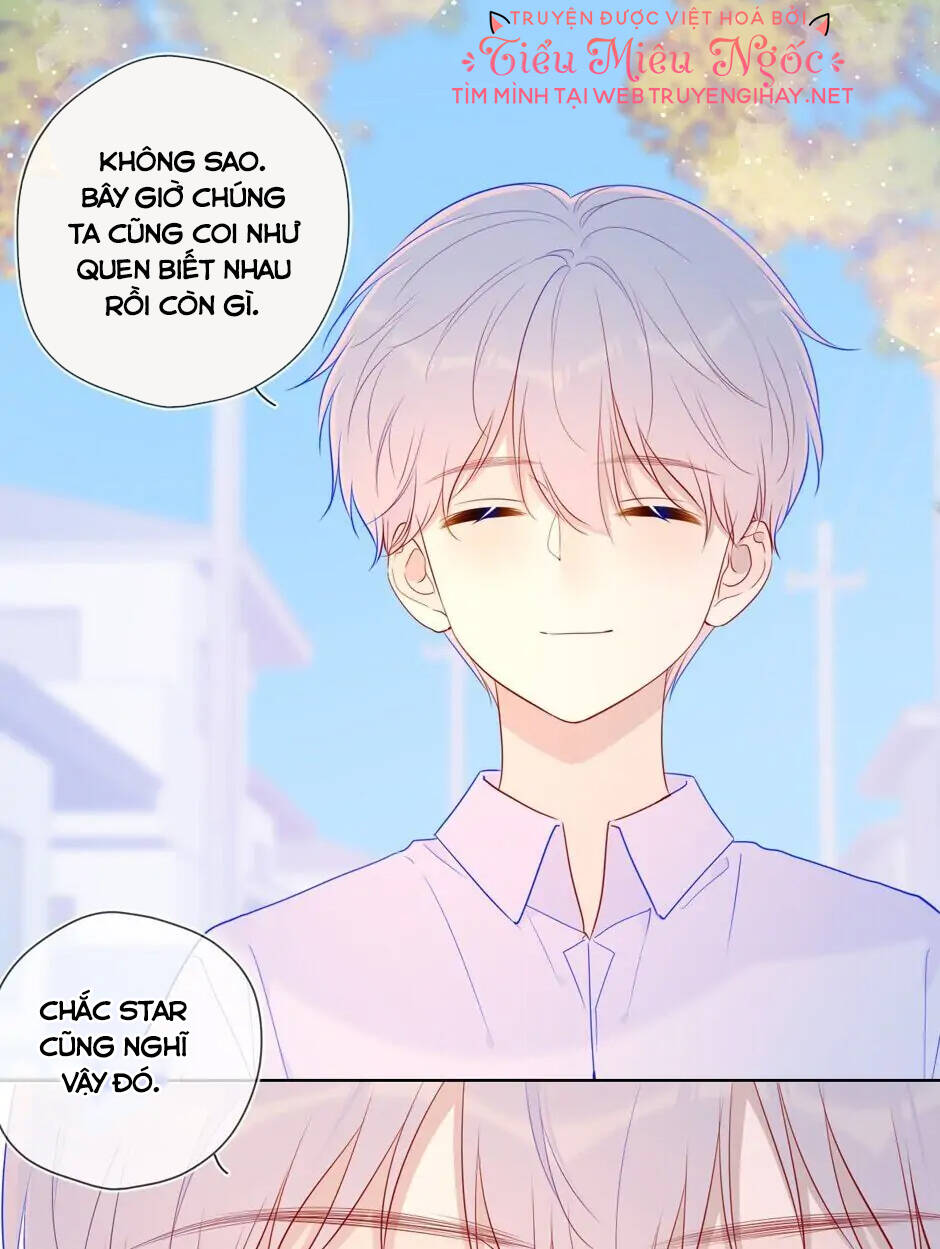 TRUYỆN ĐƯỢC VIỆT HOÁ BỞI
Tiểu Miêu Ngốc
TÌM MÌNH TẠI WEB TRUYENGIHAY.NET
KHÔNG SAO.
BÂY GIỜ CHÚNG
TA CŨNG COI NHƯ
QUEN BIẾT NHAU
RỒI CÒN GÌ.
CHẮC STAR
CŨNG NGHĨ
VẬY ĐÓ.